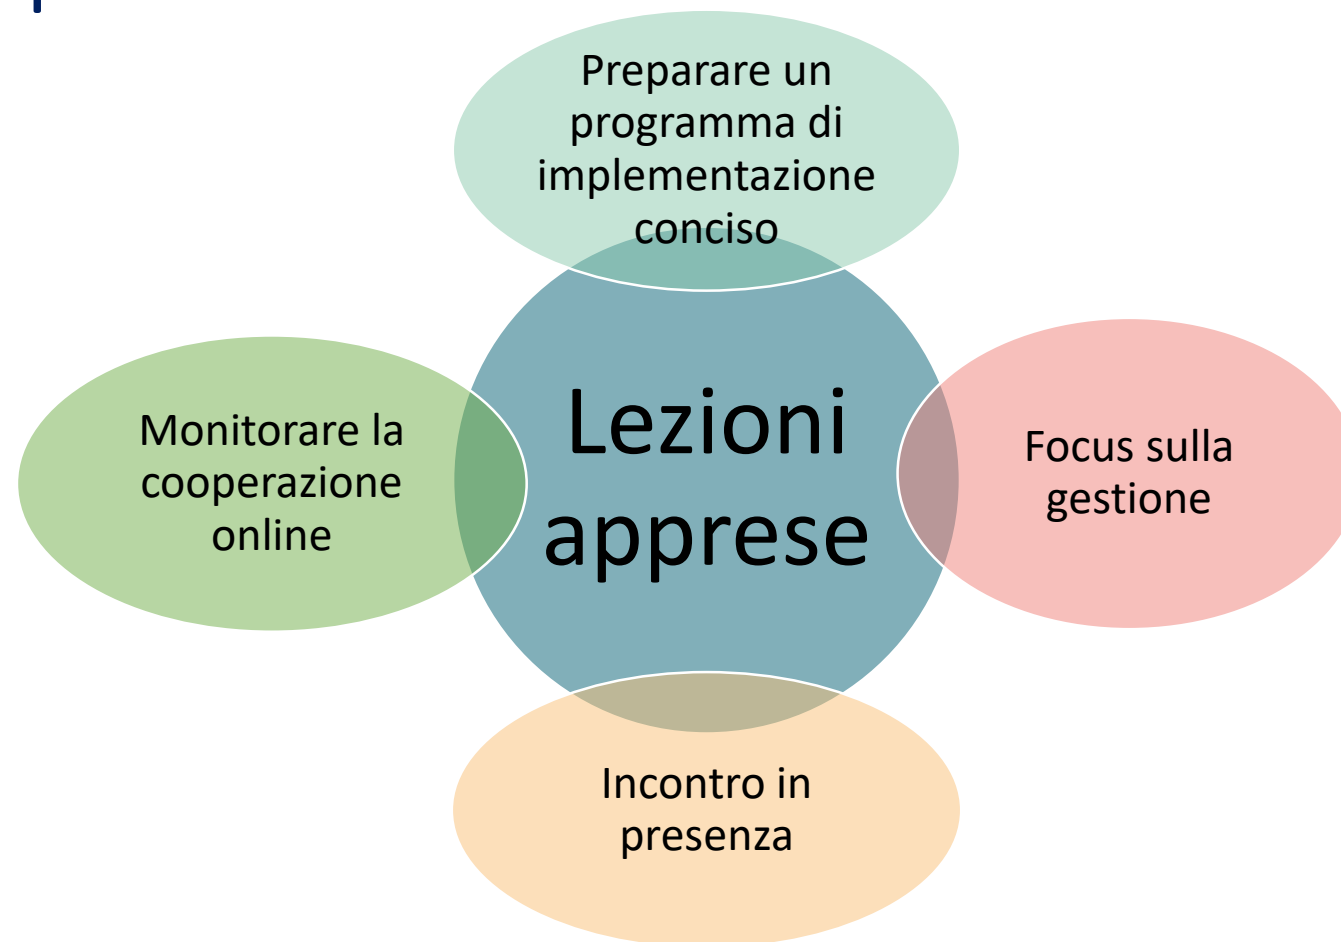 Preparare un
programma di
implementazione
conciso
Monitorare la
cooperazione
online
Lezioni
apprese
Focus sulla
gestione
Incontro in
presenza